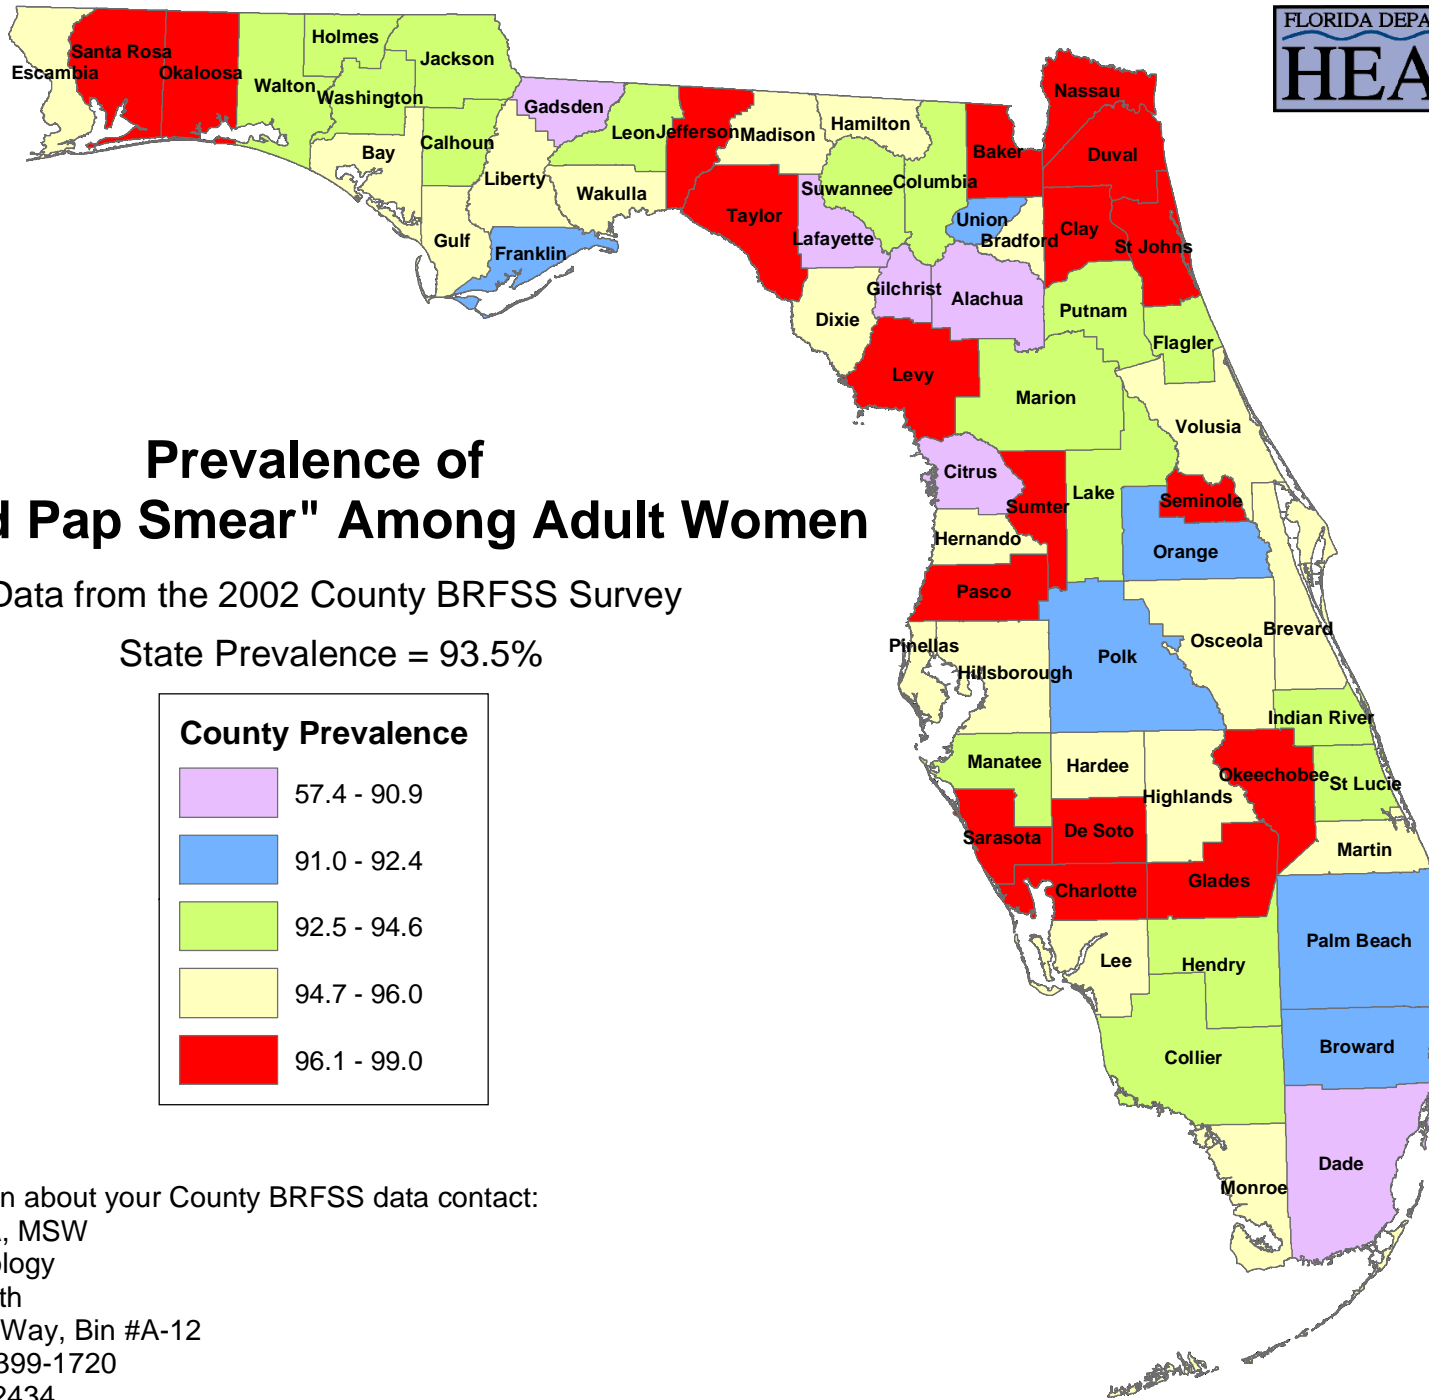 FLORIDA DEPA
HEA
Escambia
Santa Rosa
Okaloosa
Walton
Holmes
Washington
Jackson
Bay
Calhoun
Gulf
Liberty
Gadsden
Franklin
Leon
Wakulla
Jefferson
Madison
Taylor
Hamilton
Suwannee
Lafayette
Columbia
Baker
Union
Bradford
Nassau
Duval
Clay
St Johns
Gilchrist
Alachua
Dixie
Putnam
Flagler
Levy
Marion
Volusia
Citrus
Sumter
Lake
Seminole
Hernando
Orange
Pasco
Pinellas
Hillsborough
Polk
Osceola
Brevard
Indian River
Manatee
Hardee
Highlands
Okeechobee
St Lucie
Sarasota
De Soto
Martin
Charlotte
Glades
Lee
Hendry
Palm Beach
Collier
Broward
Monroe
Dade
Prevalence of
d Pap Smear" Among Adult Women
Data from the 2002 County BRFSS Survey
State Prevalence = 93.5%
County Prevalence
57.4 - 90.9
91.0 - 92.4
92.5 - 94.6
94.7 - 96.0
96.1 - 99.0
n about your County BRFSS data contact:
, MSW
ology
th
Way, Bin #A-12
399-1720
2434